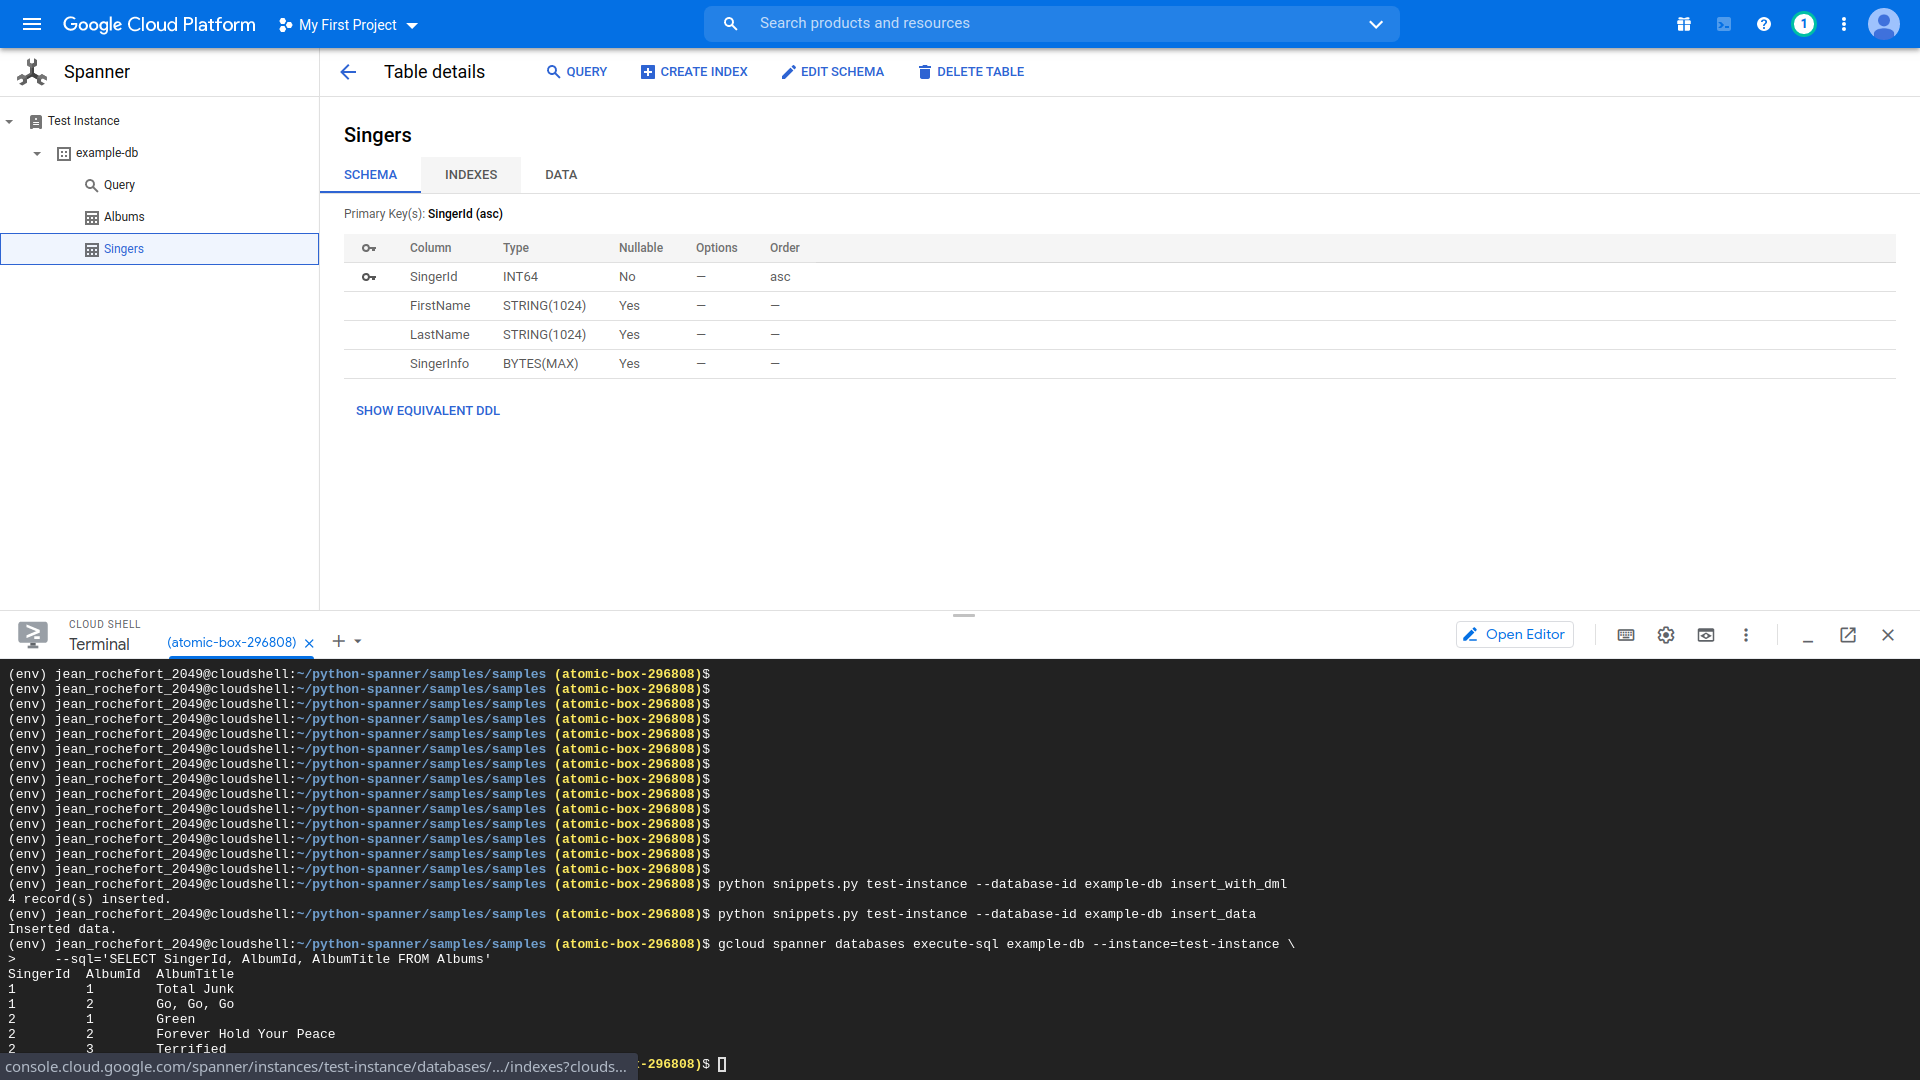 Google Cloud Platform My First Project Search products and resources 1
Spanner Table details QUERY CREATE INDEX EDIT SCHEMA DELETE TABLE
Test Instance
example-db
Query
Albums
Singers
Singers
SCHEMA INDEXES DATA
Primary Key(s): SingerId (asc)
Column Type Nullable Options Order
SingerId INT64 No — asc
FirstName STRING(1024) Yes — —
LastName STRING(1024) Yes — —
SingerInfo BYTES(MAX) Yes — —
SHOW EQUIVALENT DDL
CLOUD SHELL
Terminal (atomic-box-296808) Open Editor
(env) jean_rochefort_2049@cloudshell:~/python-spanner/samples/samples (atomic-box-296808)$
(env) jean_rochefort_2049@cloudshell:~/python-spanner/samples/samples (atomic-box-296808)$
(env) jean_rochefort_2049@cloudshell:~/python-spanner/samples/samples (atomic-box-296808)$
(env) jean_rochefort_2049@cloudshell:~/python-spanner/samples/samples (atomic-box-296808)$
(env) jean_rochefort_2049@cloudshell:~/python-spanner/samples/samples (atomic-box-296808)$
(env) jean_rochefort_2049@cloudshell:~/python-spanner/samples/samples (atomic-box-296808)$
(env) jean_rochefort_2049@cloudshell:~/python-spanner/samples/samples (atomic-box-296808)$
(env) jean_rochefort_2049@cloudshell:~/python-spanner/samples/samples (atomic-box-296808)$
(env) jean_rochefort_2049@cloudshell:~/python-spanner/samples/samples (atomic-box-296808)$
(env) jean_rochefort_2049@cloudshell:~/python-spanner/samples/samples (atomic-box-296808)$
(env) jean_rochefort_2049@cloudshell:~/python-spanner/samples/samples (atomic-box-296808)$
(env) jean_rochefort_2049@cloudshell:~/python-spanner/samples/samples (atomic-box-296808)$
(env) jean_rochefort_2049@cloudshell:~/python-spanner/samples/samples (atomic-box-296808)$
(env) jean_rochefort_2049@cloudshell:~/python-spanner/samples/samples (atomic-box-296808)$
(env) jean_rochefort_2049@cloudshell:~/python-spanner/samples/samples (atomic-box-296808)$ python snippets.py test-instance --database-id example-db insert_with_dml
4 record(s) inserted.
(env) jean_rochefort_2049@cloudshell:~/python-spanner/samples/samples (atomic-box-296808)$ python snippets.py test-instance --database-id example-db insert_data
Inserted data.
(env) jean_rochefort_2049@cloudshell:~/python-spanner/samples/samples (atomic-box-296808)$ gcloud spanner databases execute-sql example-db --instance=test-instance \
> --sql='SELECT SingerId, AlbumId, AlbumTitle FROM Albums'
SingerId AlbumId AlbumTitle
1 1 Total Junk
1 2 Go, Go, Go
2 1 Green
2 2 Forever Hold Your Peace
2 3 Terrified
console.cloud.google.com/spanner/instances/test-instance/databases/.../indexes?clouds... -296808)$